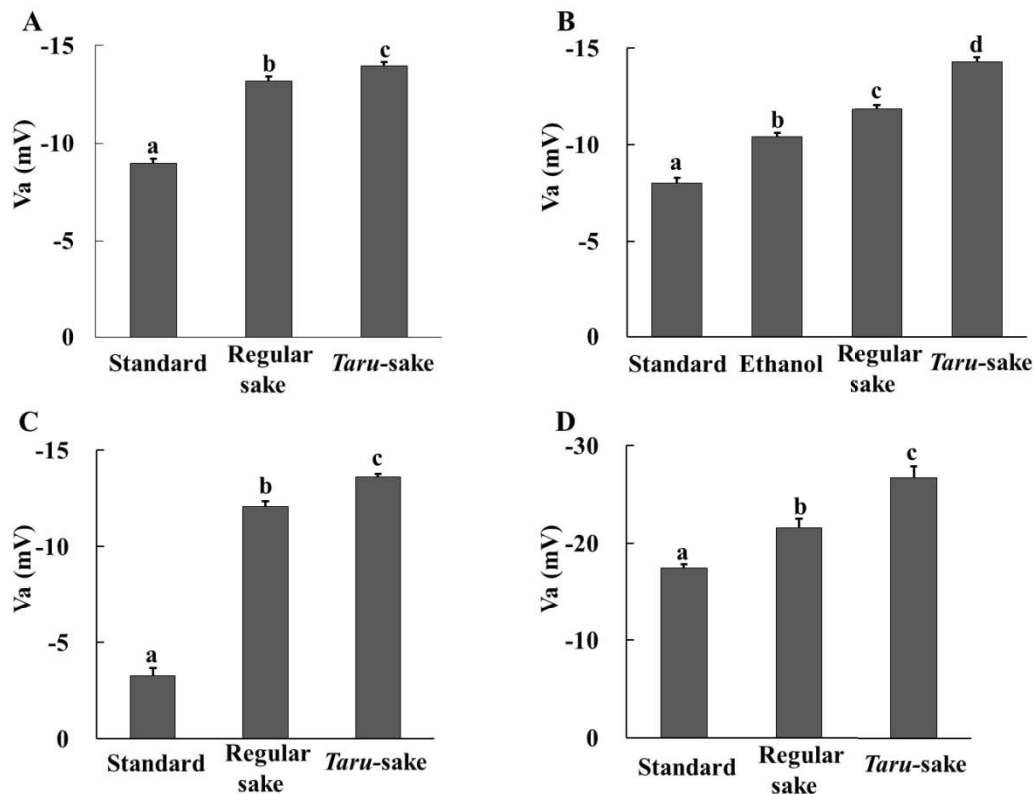 A
Va (mV)
-15
-10
-5
0
a
b
c
Standard
Regular
sake
Taru-sake
B
Va (mV)
-15
-10
-5
0
a
b
c
d
Standard
Ethanol
Regular
sake
Taru-sake
C
Va (mV)
-15
-10
-5
0
a
b
c
Standard
Regular
sake
Taru-sake
D
Va (mV)
-30
-20
-10
0
a
b
c
Standard
Regular
sake
Taru-sake